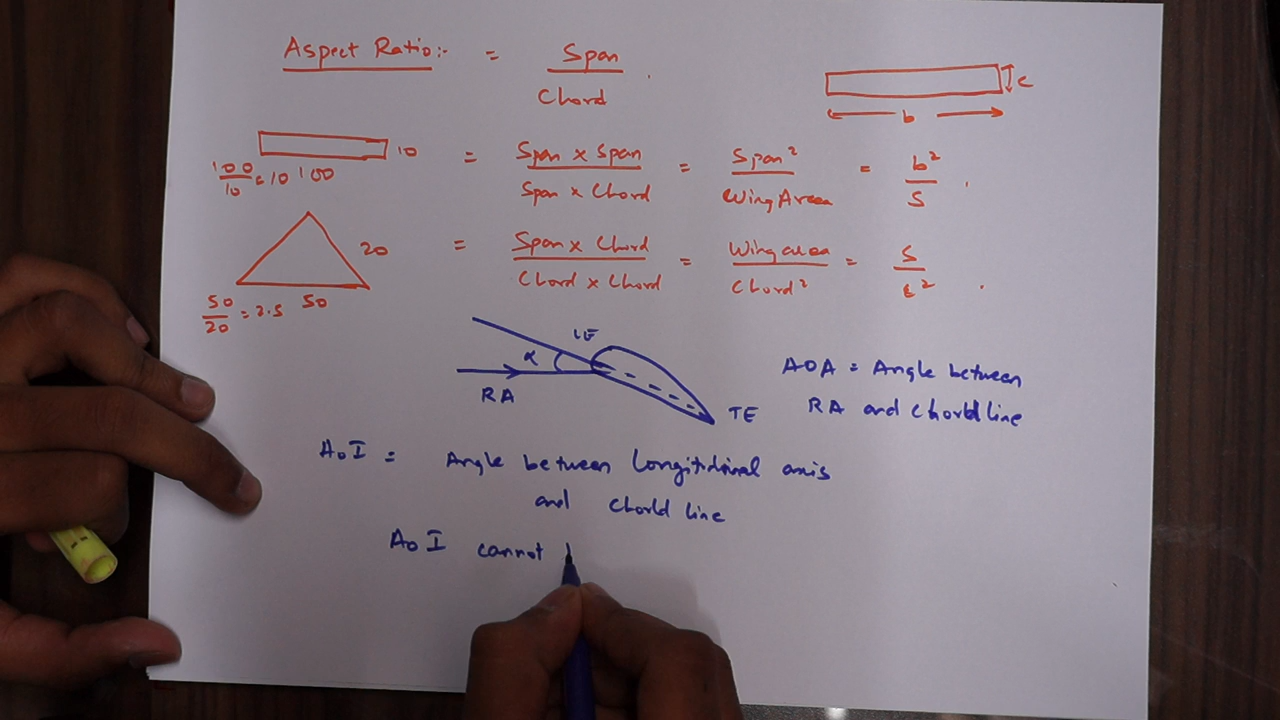 Aspect Ratio:- = Span / Chord .
c
b
10
100/10 = 10 100
= Span x Span / Span x Chord = Span² / Wing Area = b² / S .
20
50/20 = 2.5 50
= Span x Chord / Chord x Chord = Wing area / Chord² = S / c² .
LE
α
RA
TE
AOA = Angle between
RA and Chord line
AoI = Angle between Longitudinal axis
and Chord line
AoI cannot